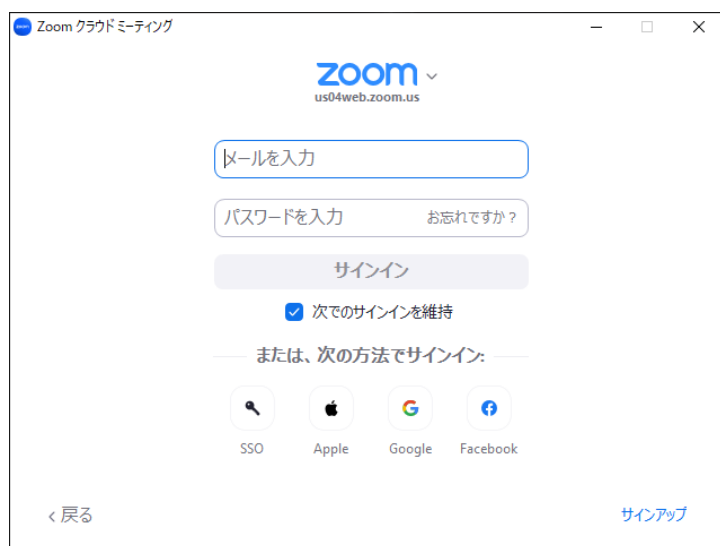 zoom Zoom クラウド ミーティング
zoom
us04web.zoom.us
メールを入力
パスワードを入力 お忘れですか?
サインイン
次でのサインインを維持
または、次の方法でサインイン:
SSO Apple Google Facebook
< 戻る サインアップ